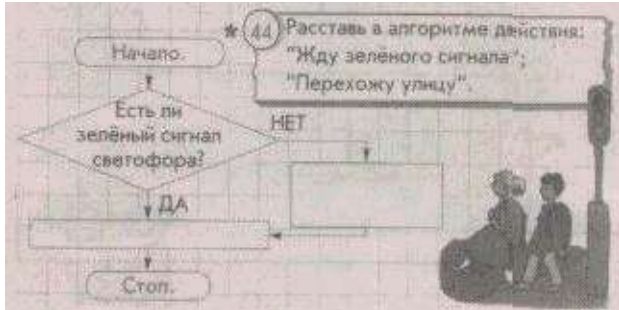 Начало.
* 44 Расставь в алгоритме действия:
"Жду зелёного сигнала";
"Перехожу улицу".
Есть ли
зелёный сигнал
светофора?
НЕТ
ДА
Стоп.